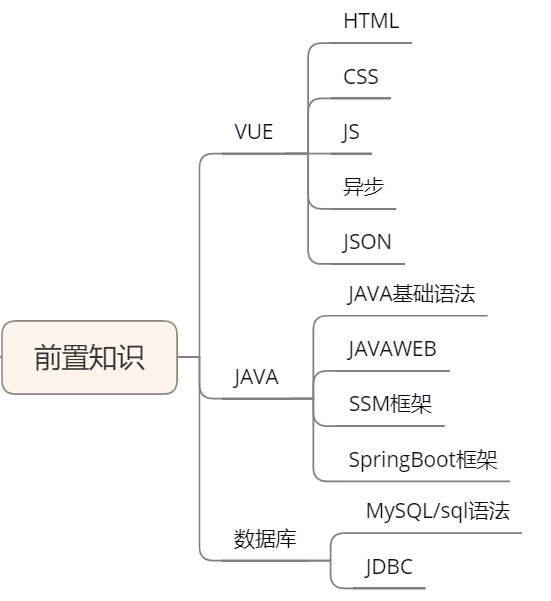 前置知识
VUE
HTML
CSS
JS
异步
JSON
JAVA
JAVA基础语法
JAVAWEB
SSM框架
SpringBoot框架
数据库
MySQL/sql语法
JDBC